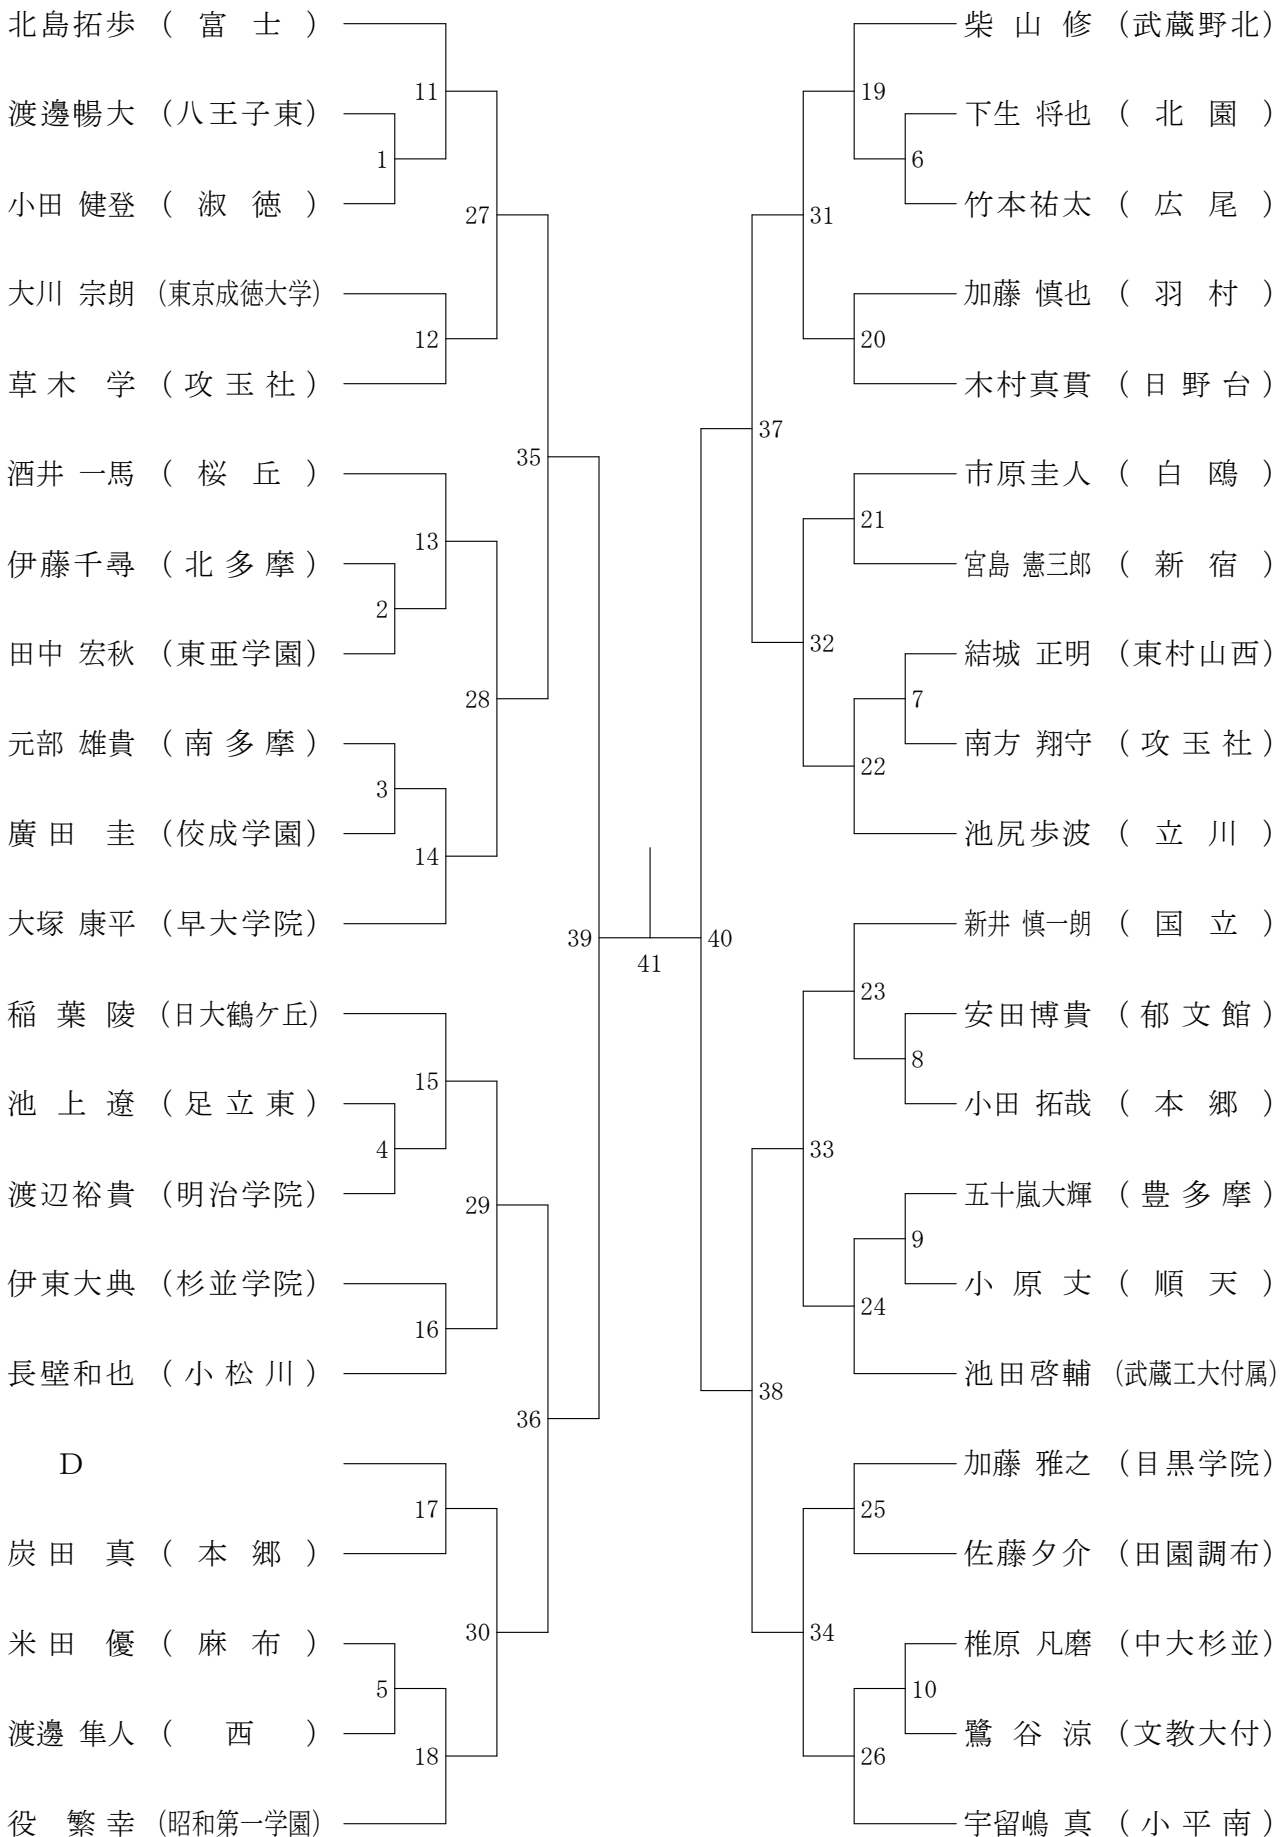 北島拓歩 (富士)
渡邊暢大 (八王子東)
小田 健登 (淑徳)
大川 宗朗 (東京成徳大学)
草木 学 (攻玉社)
酒井 一馬 (桜丘)
伊藤千尋 (北多摩)
田中 宏秋 (東亜学園)
元部 雄貴 (南多摩)
廣田 圭 (佼成学園)
大塚 康平 (早大学院)
稲葉陵 (日大鶴ケ丘)
池上遼 (足立東)
渡辺裕貴 (明治学院)
伊東大典 (杉並学院)
長壁和也 (小松川)
D
炭田 真 (本郷)
米田 優 (麻布)
渡邊 隼人 (西)
役 繁幸 (昭和第一学園)
1
2
3
4
5
11
12
13
14
15
16
17
18
27
28
29
30
35
36
39
41
40
37
38
31
32
33
34
19
20
21
22
23
24
25
26
6
7
8
9
10
柴山修 (武蔵野北)
下生 将也 (北園)
竹本祐太 (広尾)
加藤 慎也 (羽村)
木村真貫 (日野台)
市原圭人 (白鴎)
宮島 憲三郎 (新宿)
結城 正明 (東村山西)
南方 翔守 (攻玉社)
池尻歩波 (立川)
新井 慎一朗 (国立)
安田博貴 (郁文館)
小田 拓哉 (本郷)
五十嵐大輝 (豊多摩)
小原丈 (順天)
池田啓輔 (武蔵工大付属)
加藤 雅之 (目黒学院)
佐藤夕介 (田園調布)
椎原 凡磨 (中大杉並)
鷺谷涼 (文教大付)
宇留嶋 真 (小平南)